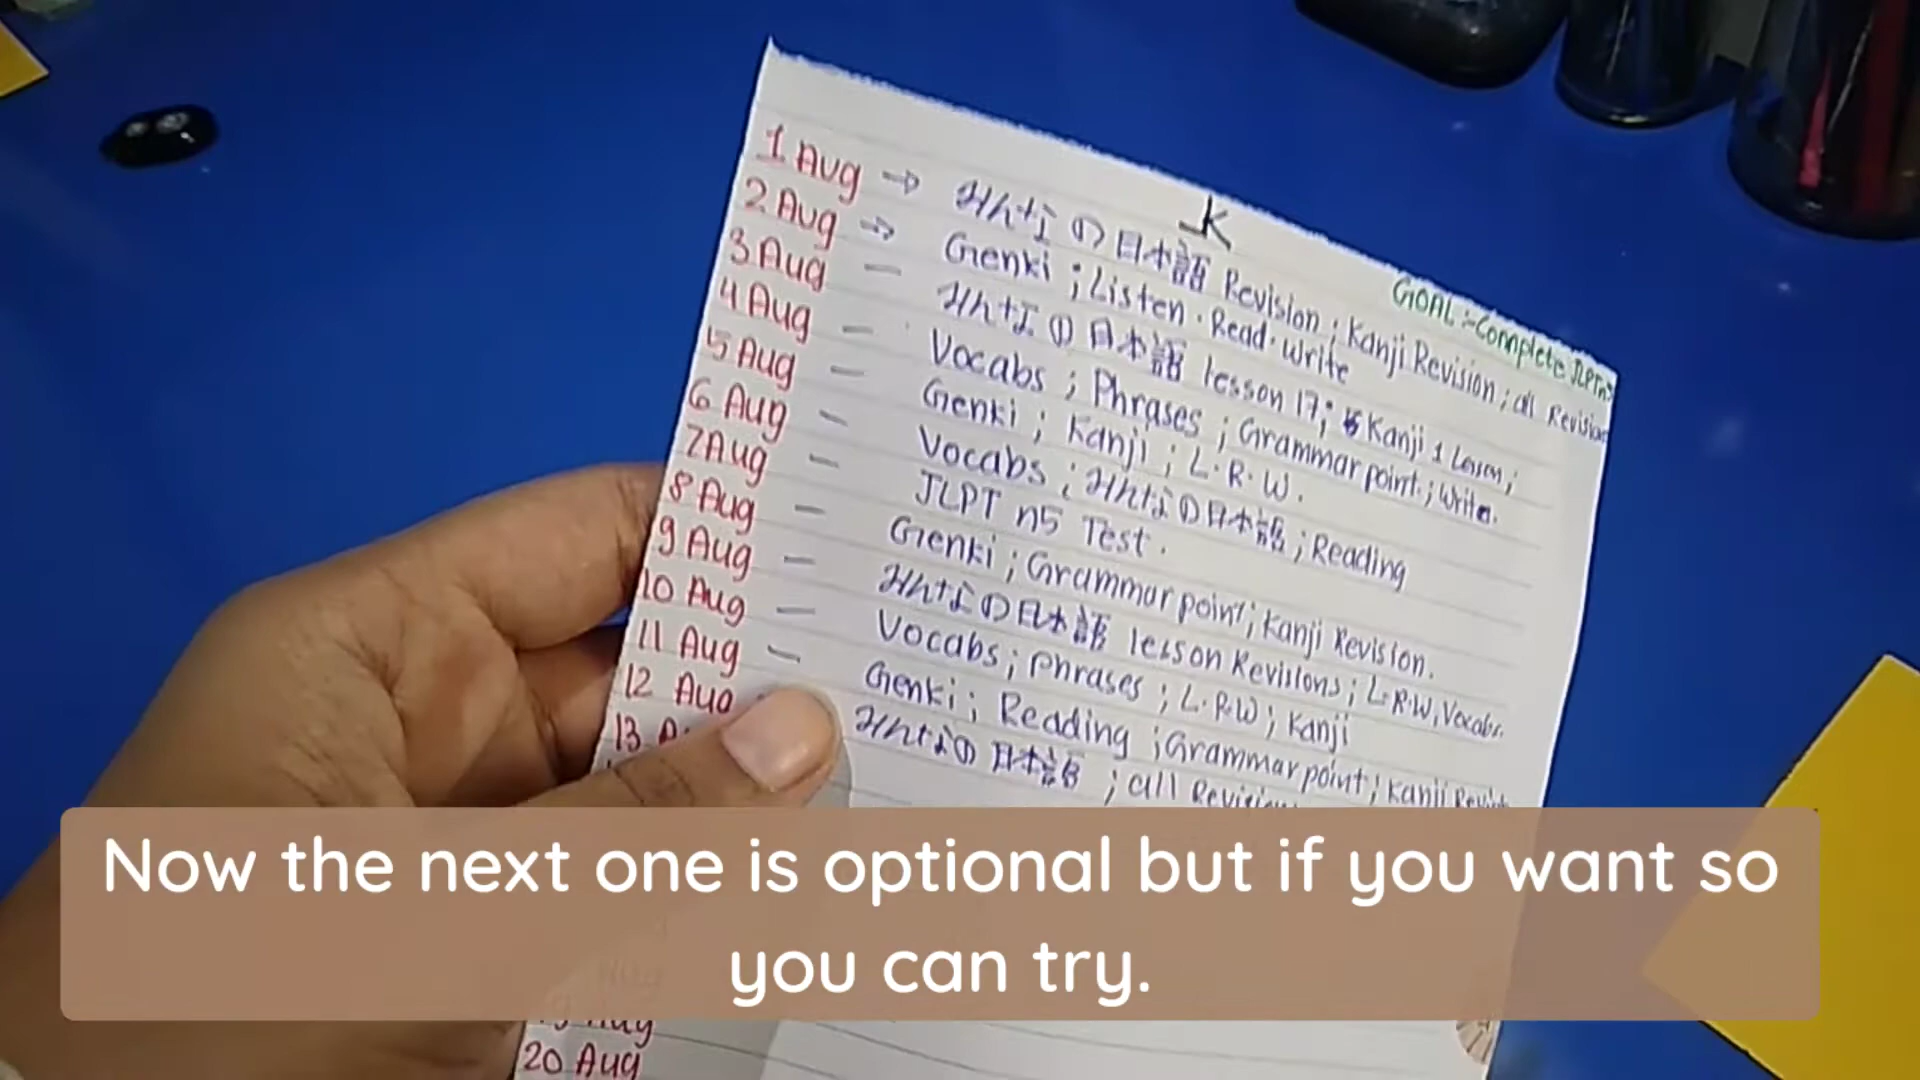 K
GOAL :- Complete JLPT n5
1 Aug → みんなの日本語 Revision ; Kanji Revision ; all Revision
2 Aug → Genki ; Listen · Read · Write
3 Aug – みんなの日本語 lesson 17 ; Kanji 1 Lesson ;
4 Aug – Vocabs ; Phrases ; Grammar point ; Write.
5 Aug – Genki ; Kanji ; L·R·W.
6 Aug – Vocabs ; みんなの日本語 ; Reading
7 Aug – JLPT n5 Test.
8 Aug – Genki ; Grammar point ; Kanji Revision.
9 Aug – みんなの日本語 lesson Revisions ; L·R·W, Vocabs.
10 Aug – Vocabs ; Phrases ; L·R·W ; Kanji
11 Aug – Genki ; Reading ; Grammar point ; Kanji
12 Aug みんなの日本語 ; all
13
Now the next one is optional but if you want so
you can try.
20 Aug